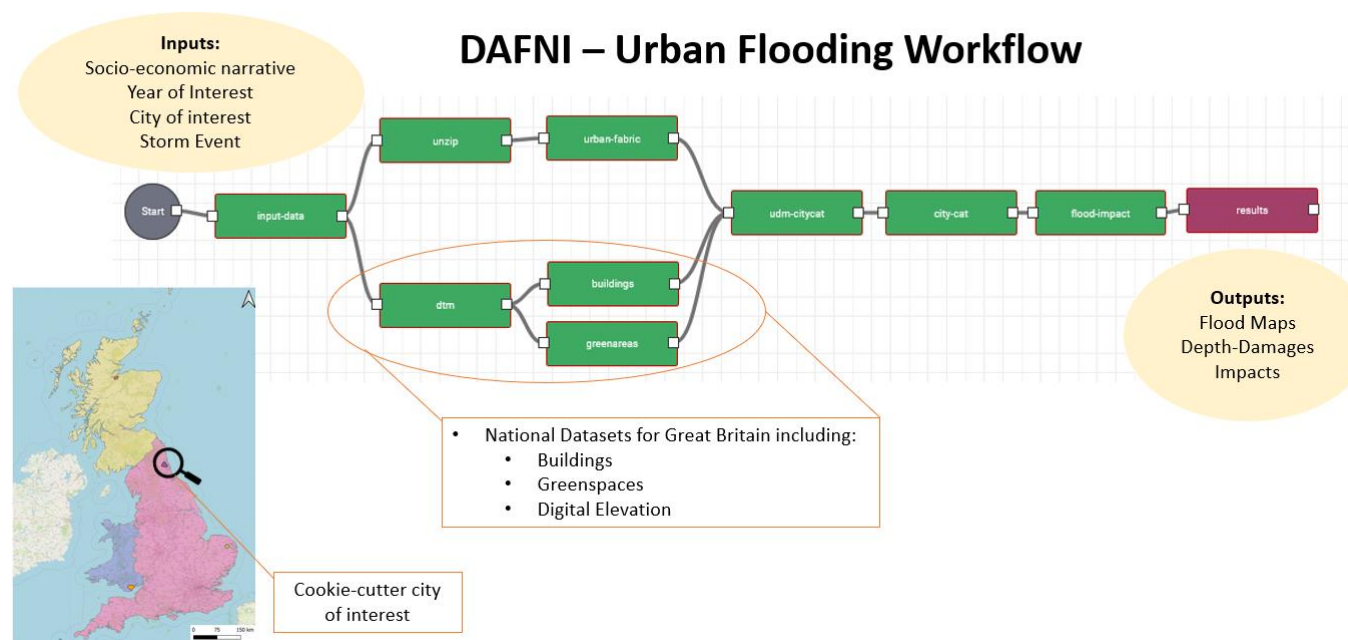 DAFNI – Urban Flooding Workflow
Inputs:
Socio-economic narrative
Year of Interest
City of interest
Storm Event
Start
input-data
unzip
urban-fabric
dtm
buildings
greenareas
udm-citycat
city-cat
flood-impact
results
Outputs:
Flood Maps
Depth-Damages
Impacts
• National Datasets for Great Britain including:
• Buildings
• Greenspaces
• Digital Elevation
Cookie-cutter city
of interest
0 75 150 km